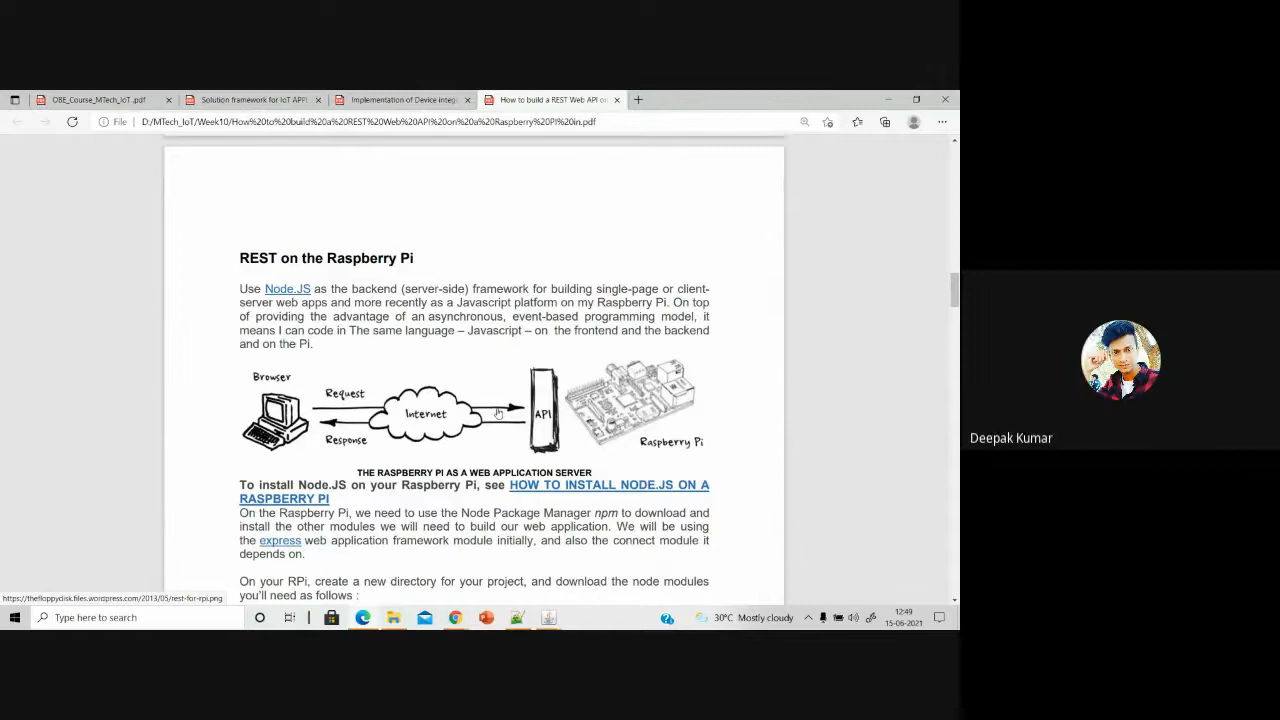 OBE_Course_MTech_IoT .pdf
Solution framework for IoT APPl
Implementation of Device integ
How to build a REST Web API on
File
D:/MTech_IoT/Week10/How%20to%20build%20a%20REST%20Web%20API%20on%20a%20Raspberry%20PI%20in.pdf
REST on the Raspberry Pi
Use Node.JS as the backend (server-side) framework for building single-page or client-
server web apps and more recently as a Javascript platform on my Raspberry Pi. On top
of providing the advantage of an asynchronous, event-based programming model, it
means I can code in The same language – Javascript – on the frontend and the backend
and on the Pi.
Browser
Request
Internet
API
Response
Raspberry Pi
THE RASPBERRY PI AS A WEB APPLICATION SERVER
To install Node.JS on your Raspberry Pi, see HOW TO INSTALL NODE.JS ON A
RASPBERRY PI
On the Raspberry Pi, we need to use the Node Package Manager npm to download and
install the other modules we will need to build our web application. We will be using
the express web application framework module initially, and also the connect module it
depends on.
On your RPi, create a new directory for your project, and download the node modules
you'll need as follows :
https://thefloppydisk.files.wordpress.com/2013/05/rest-for-rpi.png
Type here to search
30°C Mostly cloudy
12:49
15-06-2021
Deepak Kumar